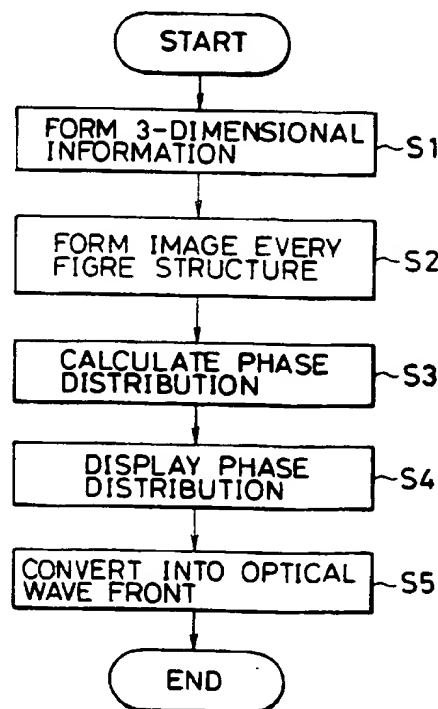 START
FORM 3-DIMENSIONAL
INFORMATION
~S1
FORM IMAGE EVERY
FIGRE STRUCTURE
~S2
CALCULATE PHASE
DISTRIBUTION
~S3
DISPLAY PHASE
DISTRIBUTION
~S4
CONVERT INTO OPTICAL
WAVE FRONT
~S5
END